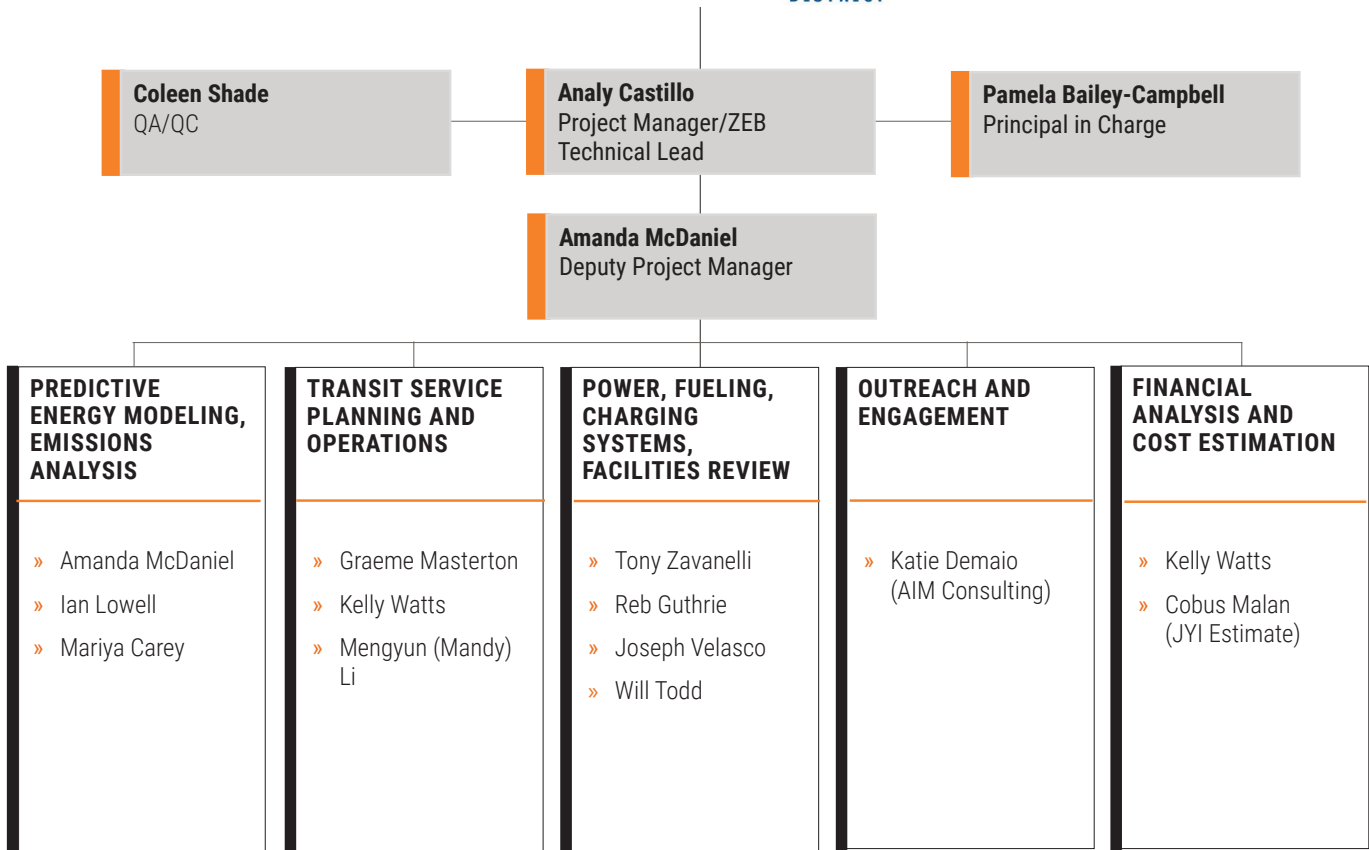 Coleen Shade
QA/QC
Analy Castillo
Project Manager/ZEB
Technical Lead
Pamela Bailey-Campbell
Principal in Charge
Amanda McDaniel
Deputy Project Manager
PREDICTIVE
ENERGY MODELING,
EMISSIONS
ANALYSIS
» Amanda McDaniel
» Ian Lowell
» Mariya Carey
TRANSIT SERVICE
PLANNING AND
OPERATIONS
» Graeme Masterton
» Kelly Watts
» Mengyun (Mandy)
Li
POWER, FUELING,
CHARGING
SYSTEMS,
FACILITIES REVIEW
» Tony Zavanelli
» Reb Guthrie
» Joseph Velasco
» Will Todd
OUTREACH AND
ENGAGEMENT
» Katie Demaio
(AIM Consulting)
FINANCIAL
ANALYSIS AND
COST ESTIMATION
» Kelly Watts
» Cobus Malan
(JYI Estimate)